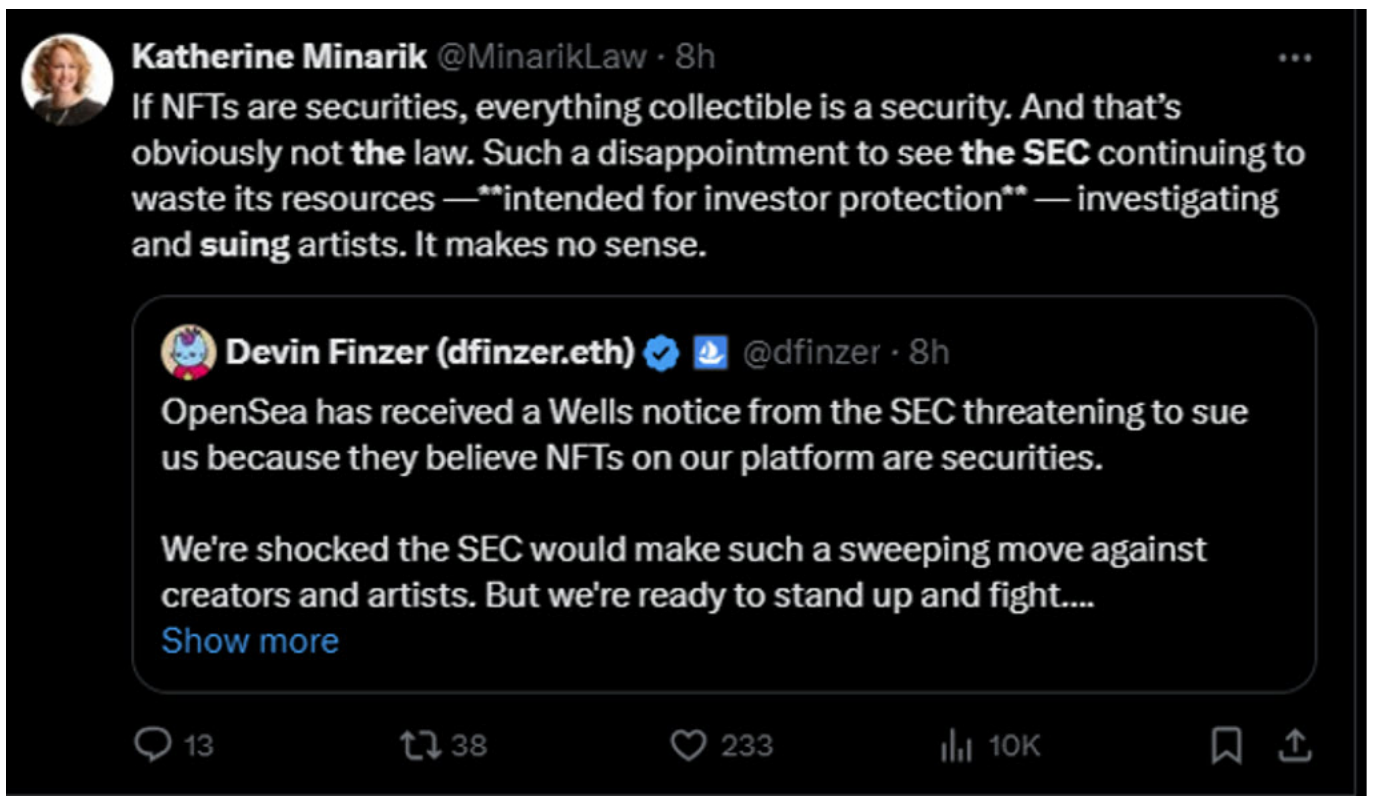 Katherine Minarik @MinarikLaw · 8h
If NFTs are securities, everything collectible is a security. And that’s
obviously not the law. Such a disappointment to see the SEC continuing to
waste its resources —**intended for investor protection** — investigating
and suing artists. It makes no sense.
Devin Finzer (dfinzer.eth) @dfinzer · 8h
OpenSea has received a Wells notice from the SEC threatening to sue
us because they believe NFTs on our platform are securities.
We're shocked the SEC would make such a sweeping move against
creators and artists. But we're ready to stand up and fight....
Show more
13 38 233 10K